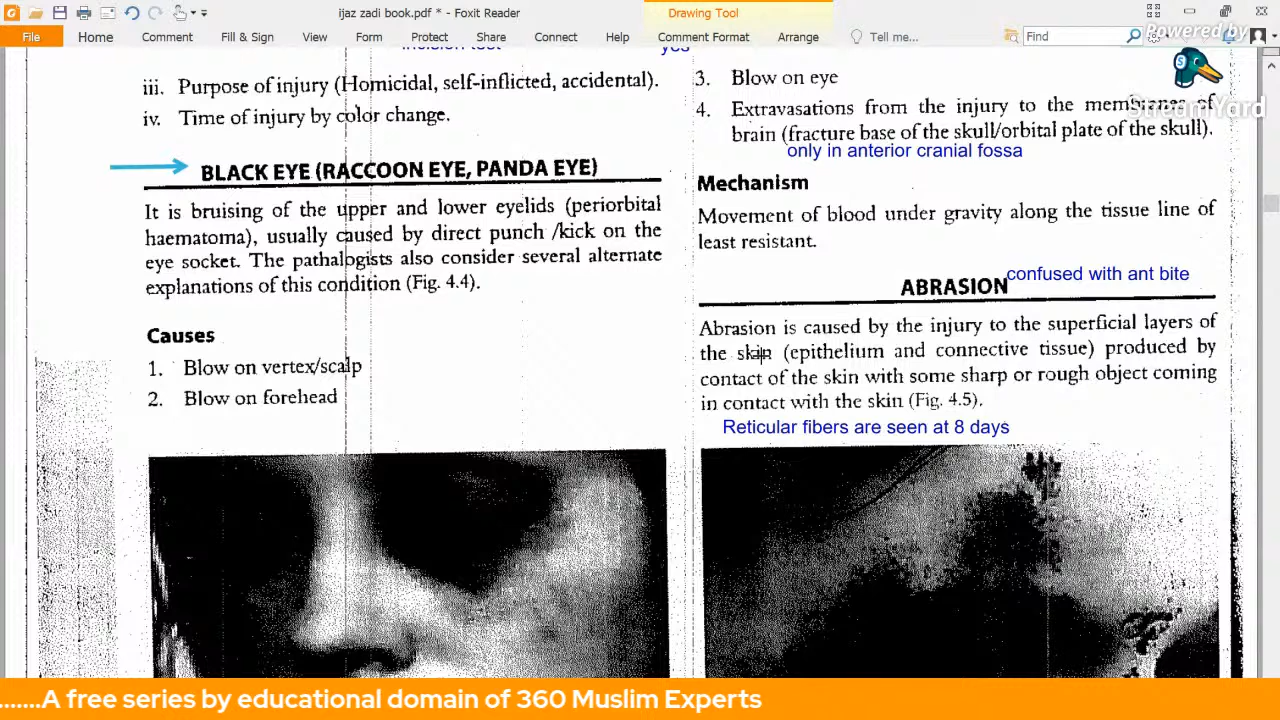 ijaz zadi book.pdf * - Foxit Reader
Drawing Tool
File
Home
Comment
Fill & Sign
View
Form
Protect
Share
Connect
Help
Comment Format
Arrange
Tell me...
Find
Powered by
StreamYard
incision test
yes
iii. Purpose of injury (Homicidal, self-inflicted, accidental).
iv. Time of injury by color change.
BLACK EYE (RACCOON EYE, PANDA EYE)
It is bruising of the upper and lower eyelids (periorbital
haematoma), usually caused by direct punch /kick on the
eye socket. The pathalogists also consider several alternate
explanations of this condition (Fig. 4.4).
Causes
1. Blow on vertex/scalp
2. Blow on forehead
3. Blow on eye
4. Extravasations from the injury to the membranes of
brain (fracture base of the skull/orbital plate of the skull).
only in anterior cranial fossa
Mechanism
Movement of blood under gravity along the tissue line of
least resistant.
ABRASION
confused with ant bite
Abrasion is caused by the injury to the superficial layers of
the skin (epithelium and connective tissue) produced by
contact of the skin with some sharp or rough object coming
in contact with the skin (Fig. 4.5).
Reticular fibers are seen at 8 days
.......A free series by educational domain of 360 Muslim Experts